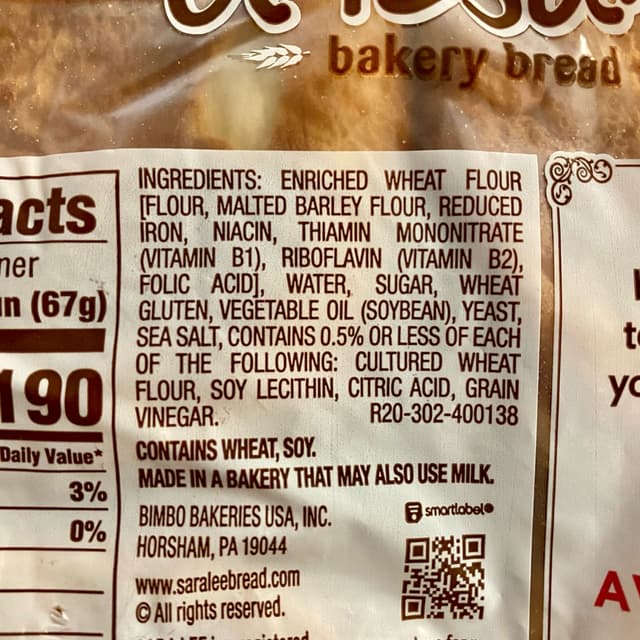 bakery bread
acts
ner
un (67g)
190
Daily Value*
3%
0%
INGREDIENTS: ENRICHED WHEAT FLOUR
[FLOUR, MALTED BARLEY FLOUR, REDUCED
IRON, NIACIN, THIAMIN MONONITRATE
(VITAMIN B1), RIBOFLAVIN (VITAMIN B2),
FOLIC ACID], WATER, SUGAR, WHEAT
GLUTEN, VEGETABLE OIL (SOYBEAN), YEAST,
SEA SALT, CONTAINS 0.5% OR LESS OF EACH
OF THE FOLLOWING: CULTURED WHEAT
FLOUR, SOY LECITHIN, CITRIC ACID, GRAIN
VINEGAR. R20-302-400138
CONTAINS WHEAT, SOY.
MADE IN A BAKERY THAT MAY ALSO USE MILK.
BIMBO BAKERIES USA, INC.
HORSHAM, PA 19044
smartlabel
www.saraleebread.com
© All rights reserved.